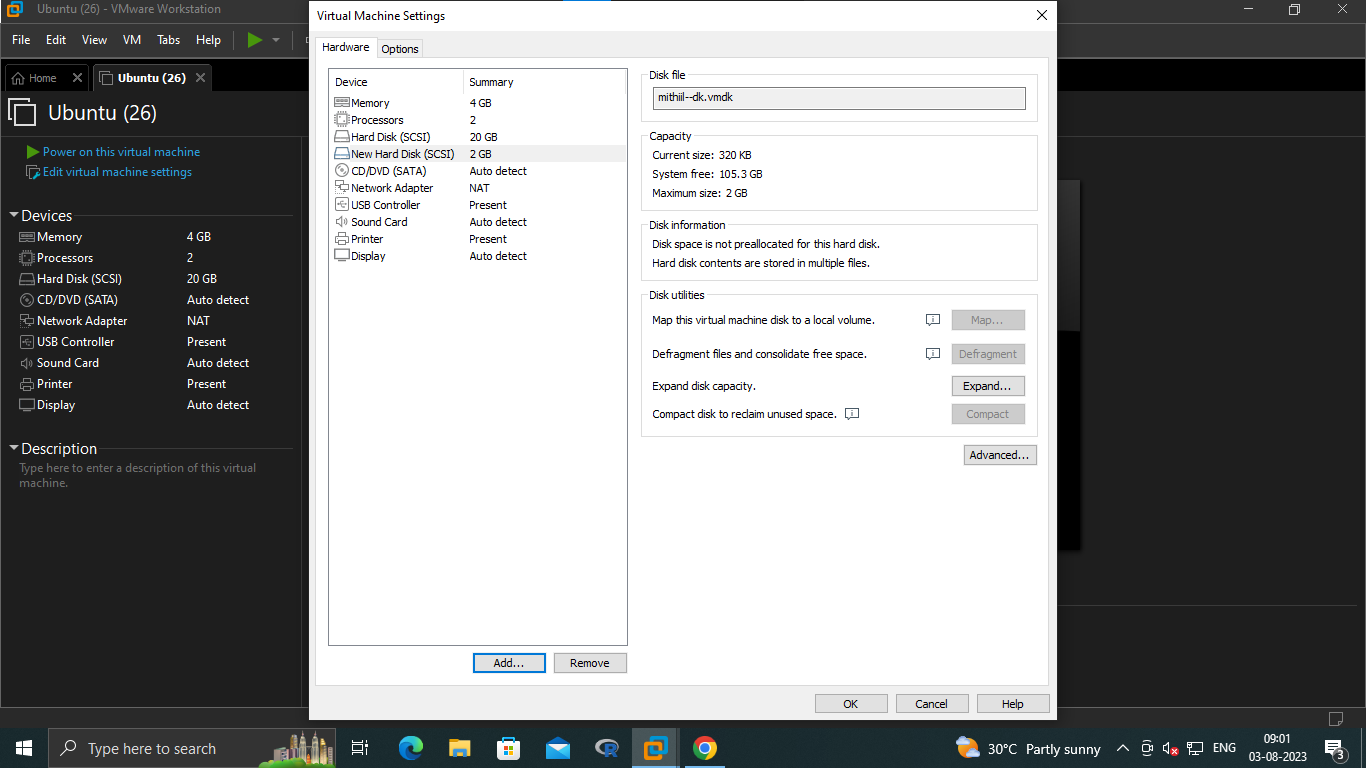 Ubuntu (26) - VMware Workstation
File Edit View VM Tabs Help
Home
Ubuntu (26)
Ubuntu (26)
Power on this virtual machine
Edit virtual machine settings
Devices
Memory 4 GB
Processors 2
Hard Disk (SCSI) 20 GB
CD/DVD (SATA) Auto detect
Network Adapter NAT
USB Controller Present
Sound Card Auto detect
Printer Present
Display Auto detect
Description
Type here to enter a description of this virtual
machine.
Virtual Machine Settings
Hardware Options
Device Summary
Memory 4 GB
Processors 2
Hard Disk (SCSI) 20 GB
New Hard Disk (SCSI) 2 GB
CD/DVD (SATA) Auto detect
Network Adapter NAT
USB Controller Present
Sound Card Auto detect
Printer Present
Display Auto detect
Add... Remove
Disk file
mithiil--dk.vmdk
Capacity
Current size: 320 KB
System free: 105.3 GB
Maximum size: 2 GB
Disk information
Disk space is not preallocated for this hard disk.
Hard disk contents are stored in multiple files.
Disk utilities
Map this virtual machine disk to a local volume. Map...
Defragment files and consolidate free space. Defragment
Expand disk capacity. Expand...
Compact disk to reclaim unused space. Compact
Advanced...
OK Cancel Help
Type here to search
R
30°C Partly sunny
ENG
09:01
03-08-2023
3